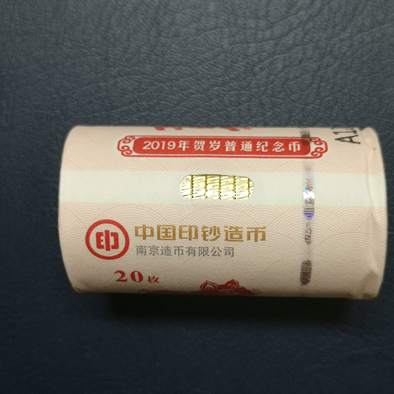 2019年贺岁普通纪念币
印
中国印钞造币
南京造币有限公司
20枚